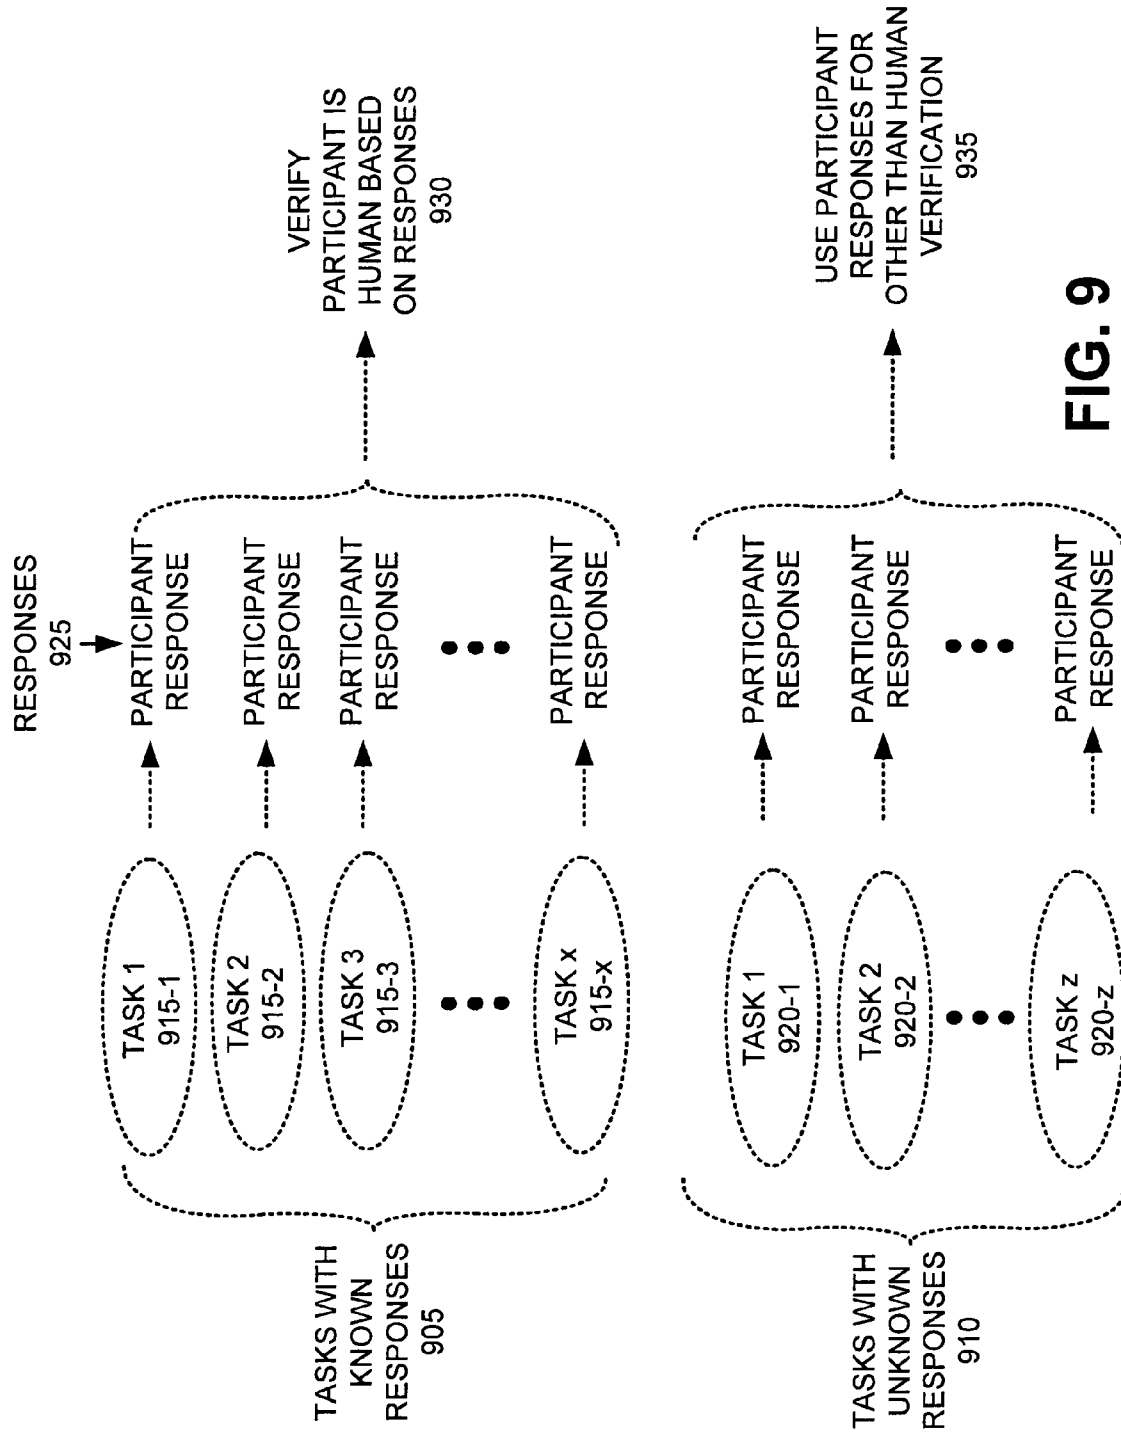 RESPONSES
925
TASKS WITH
KNOWN
RESPONSES
905
TASK 1
915-1
PARTICIPANT
RESPONSE
TASK 2
915-2
PARTICIPANT
RESPONSE
TASK 3
915-3
PARTICIPANT
RESPONSE
TASK x
915-x
PARTICIPANT
RESPONSE
VERIFY
PARTICIPANT IS
HUMAN BASED
ON RESPONSES
930
TASKS WITH
UNKNOWN
RESPONSES
910
TASK 1
920-1
PARTICIPANT
RESPONSE
TASK 2
920-2
PARTICIPANT
RESPONSE
TASK z
920-z
PARTICIPANT
RESPONSE
USE PARTICIPANT
RESPONSES FOR
OTHER THAN HUMAN
VERIFICATION
935
FIG. 9